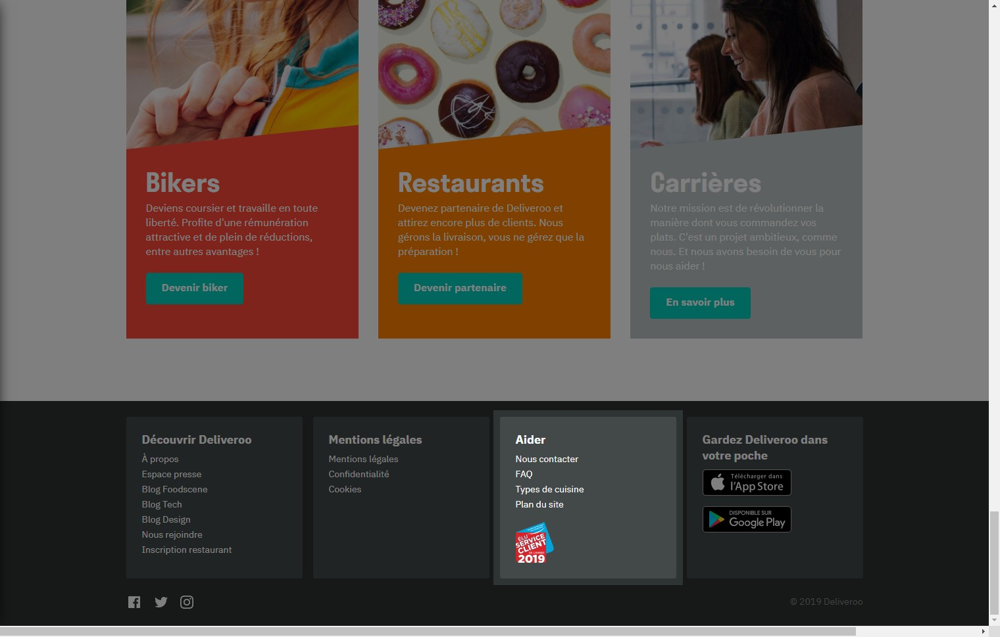 Bikers
Deviens coursier et travaille en toute
liberté. Profite d'une rémunération
attractive et de plein de réductions,
entre autres avantages !
Devenir biker
Restaurants
Devenez partenaire de Deliveroo et
attirez encore plus de clients. Nous
gérons la livraison, vous ne gérez que la
préparation !
Devenir partenaire
Carrières
Notre mission est de révolutionner la
manière dont vous commandez vos
plats. C'est un projet ambitieux, comme
nous. Et nous avons besoin de vous pour
nous aider !
En savoir plus
Découvrir Deliveroo
À propos
Espace presse
Blog Foodscene
Blog Tech
Blog Design
Nous rejoindre
Inscription restaurant
Mentions légales
Mentions légales
Confidentialité
Cookies
Aider
Nous contacter
FAQ
Types de cuisine
Plan du site
ÉLU
SERVICE
CLIENT
DE L'ANNÉE
2019
Gardez Deliveroo dans
votre poche
Télécharger dans
l'App Store
DISPONIBLE SUR
Google Play
© 2019 Deliveroo